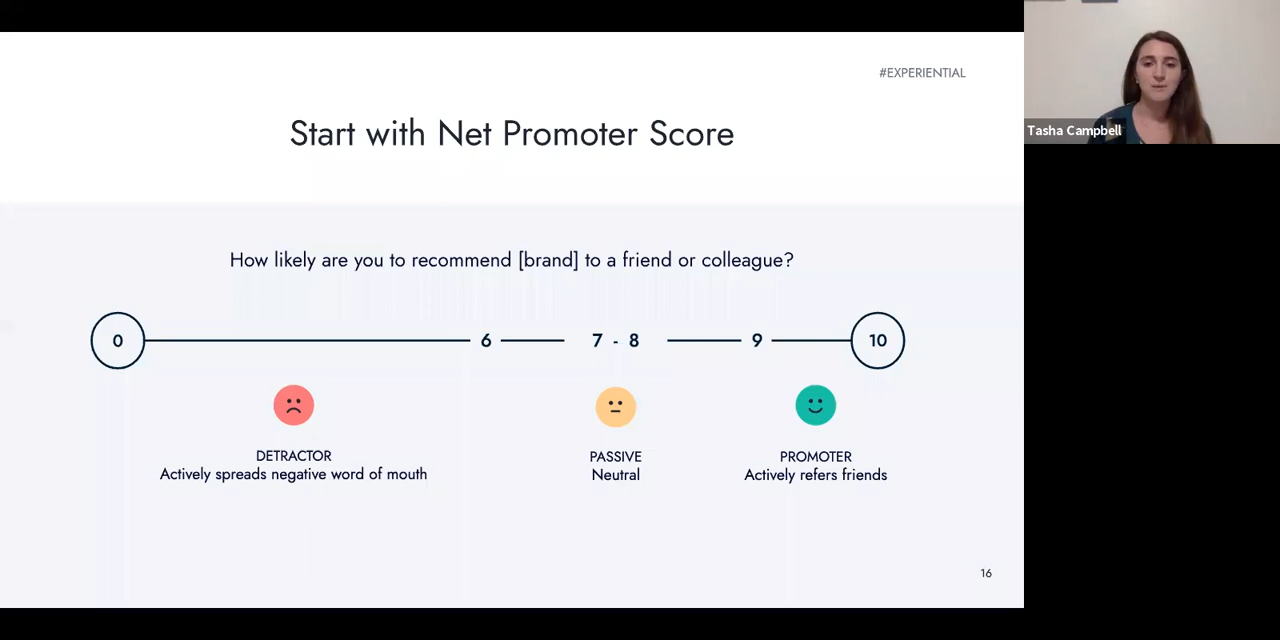 #EXPERIENTIAL
Start with Net Promoter Score
Tasha Campbell
How likely are you to recommend [brand] to a friend or colleague?
0 6 7 - 8 9 10
DETRACTOR PASSIVE PROMOTER
Actively spreads negative word of mouth Neutral Actively refers friends
16